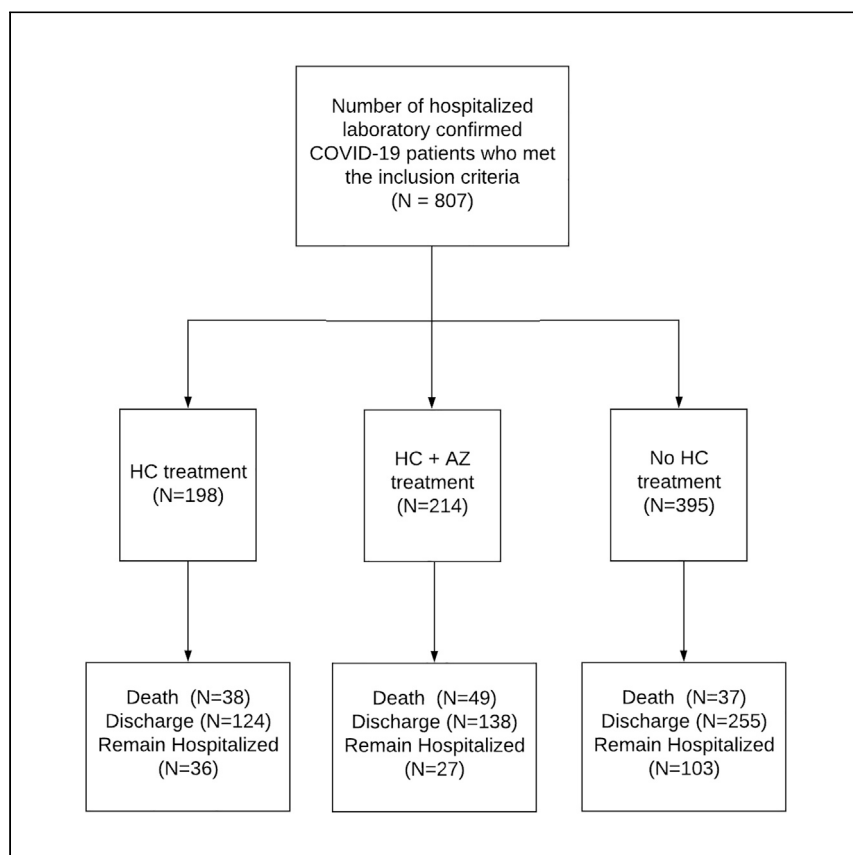 Number of hospitalized
laboratory confirmed
COVID-19 patients who met
the inclusion criteria
(N = 807)
HC treatment
(N=198)
HC + AZ
treatment
(N=214)
No HC
treatment
(N=395)
Death (N=38)
Discharge (N=124)
Remain Hospitalized
(N=36)
Death (N=49)
Discharge (N=138)
Remain Hospitalized
(N=27)
Death (N=37)
Discharge (N=255)
Remain Hospitalized
(N=103)